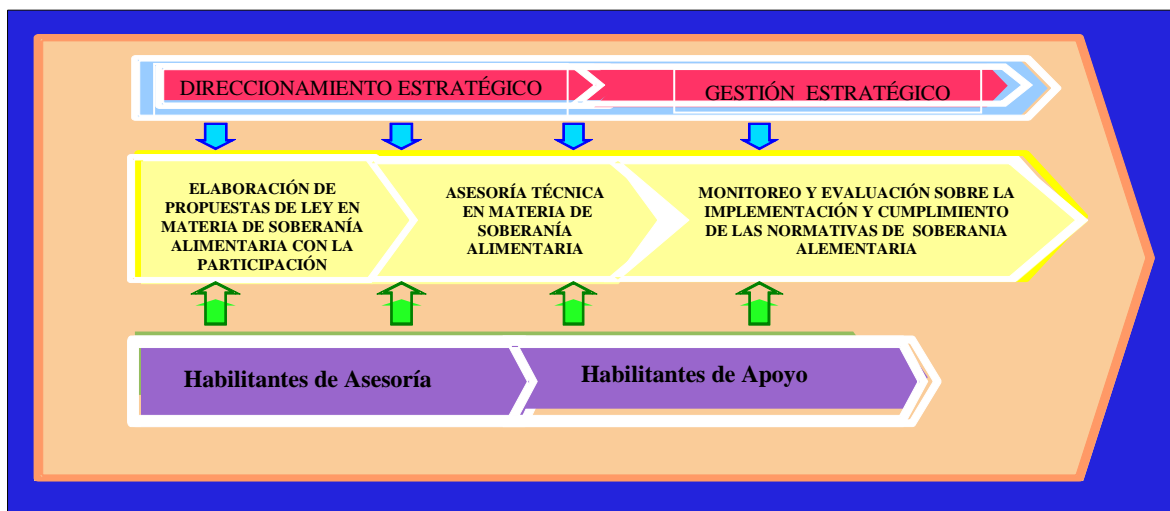 DIRECCIONAMIENTO ESTRATÉGICO
GESTIÓN ESTRATÉGICO
ELABORACIÓN DE
PROPUESTAS DE LEY EN
MATERIA DE SOBERANÍA
ALIMENTARIA CON LA
PARTICIPACIÓN
ASESORÍA TÉCNICA
EN MATERIA DE
SOBERANÍA
ALIMENTARIA
MONITOREO Y EVALUACIÓN SOBRE LA
IMPLEMENTACIÓN Y CUMPLIMIENTO
DE LAS NORMATIVAS DE SOBERANIA
ALEMENTARIA
Habilitantes de Asesoría
Habilitantes de Apoyo